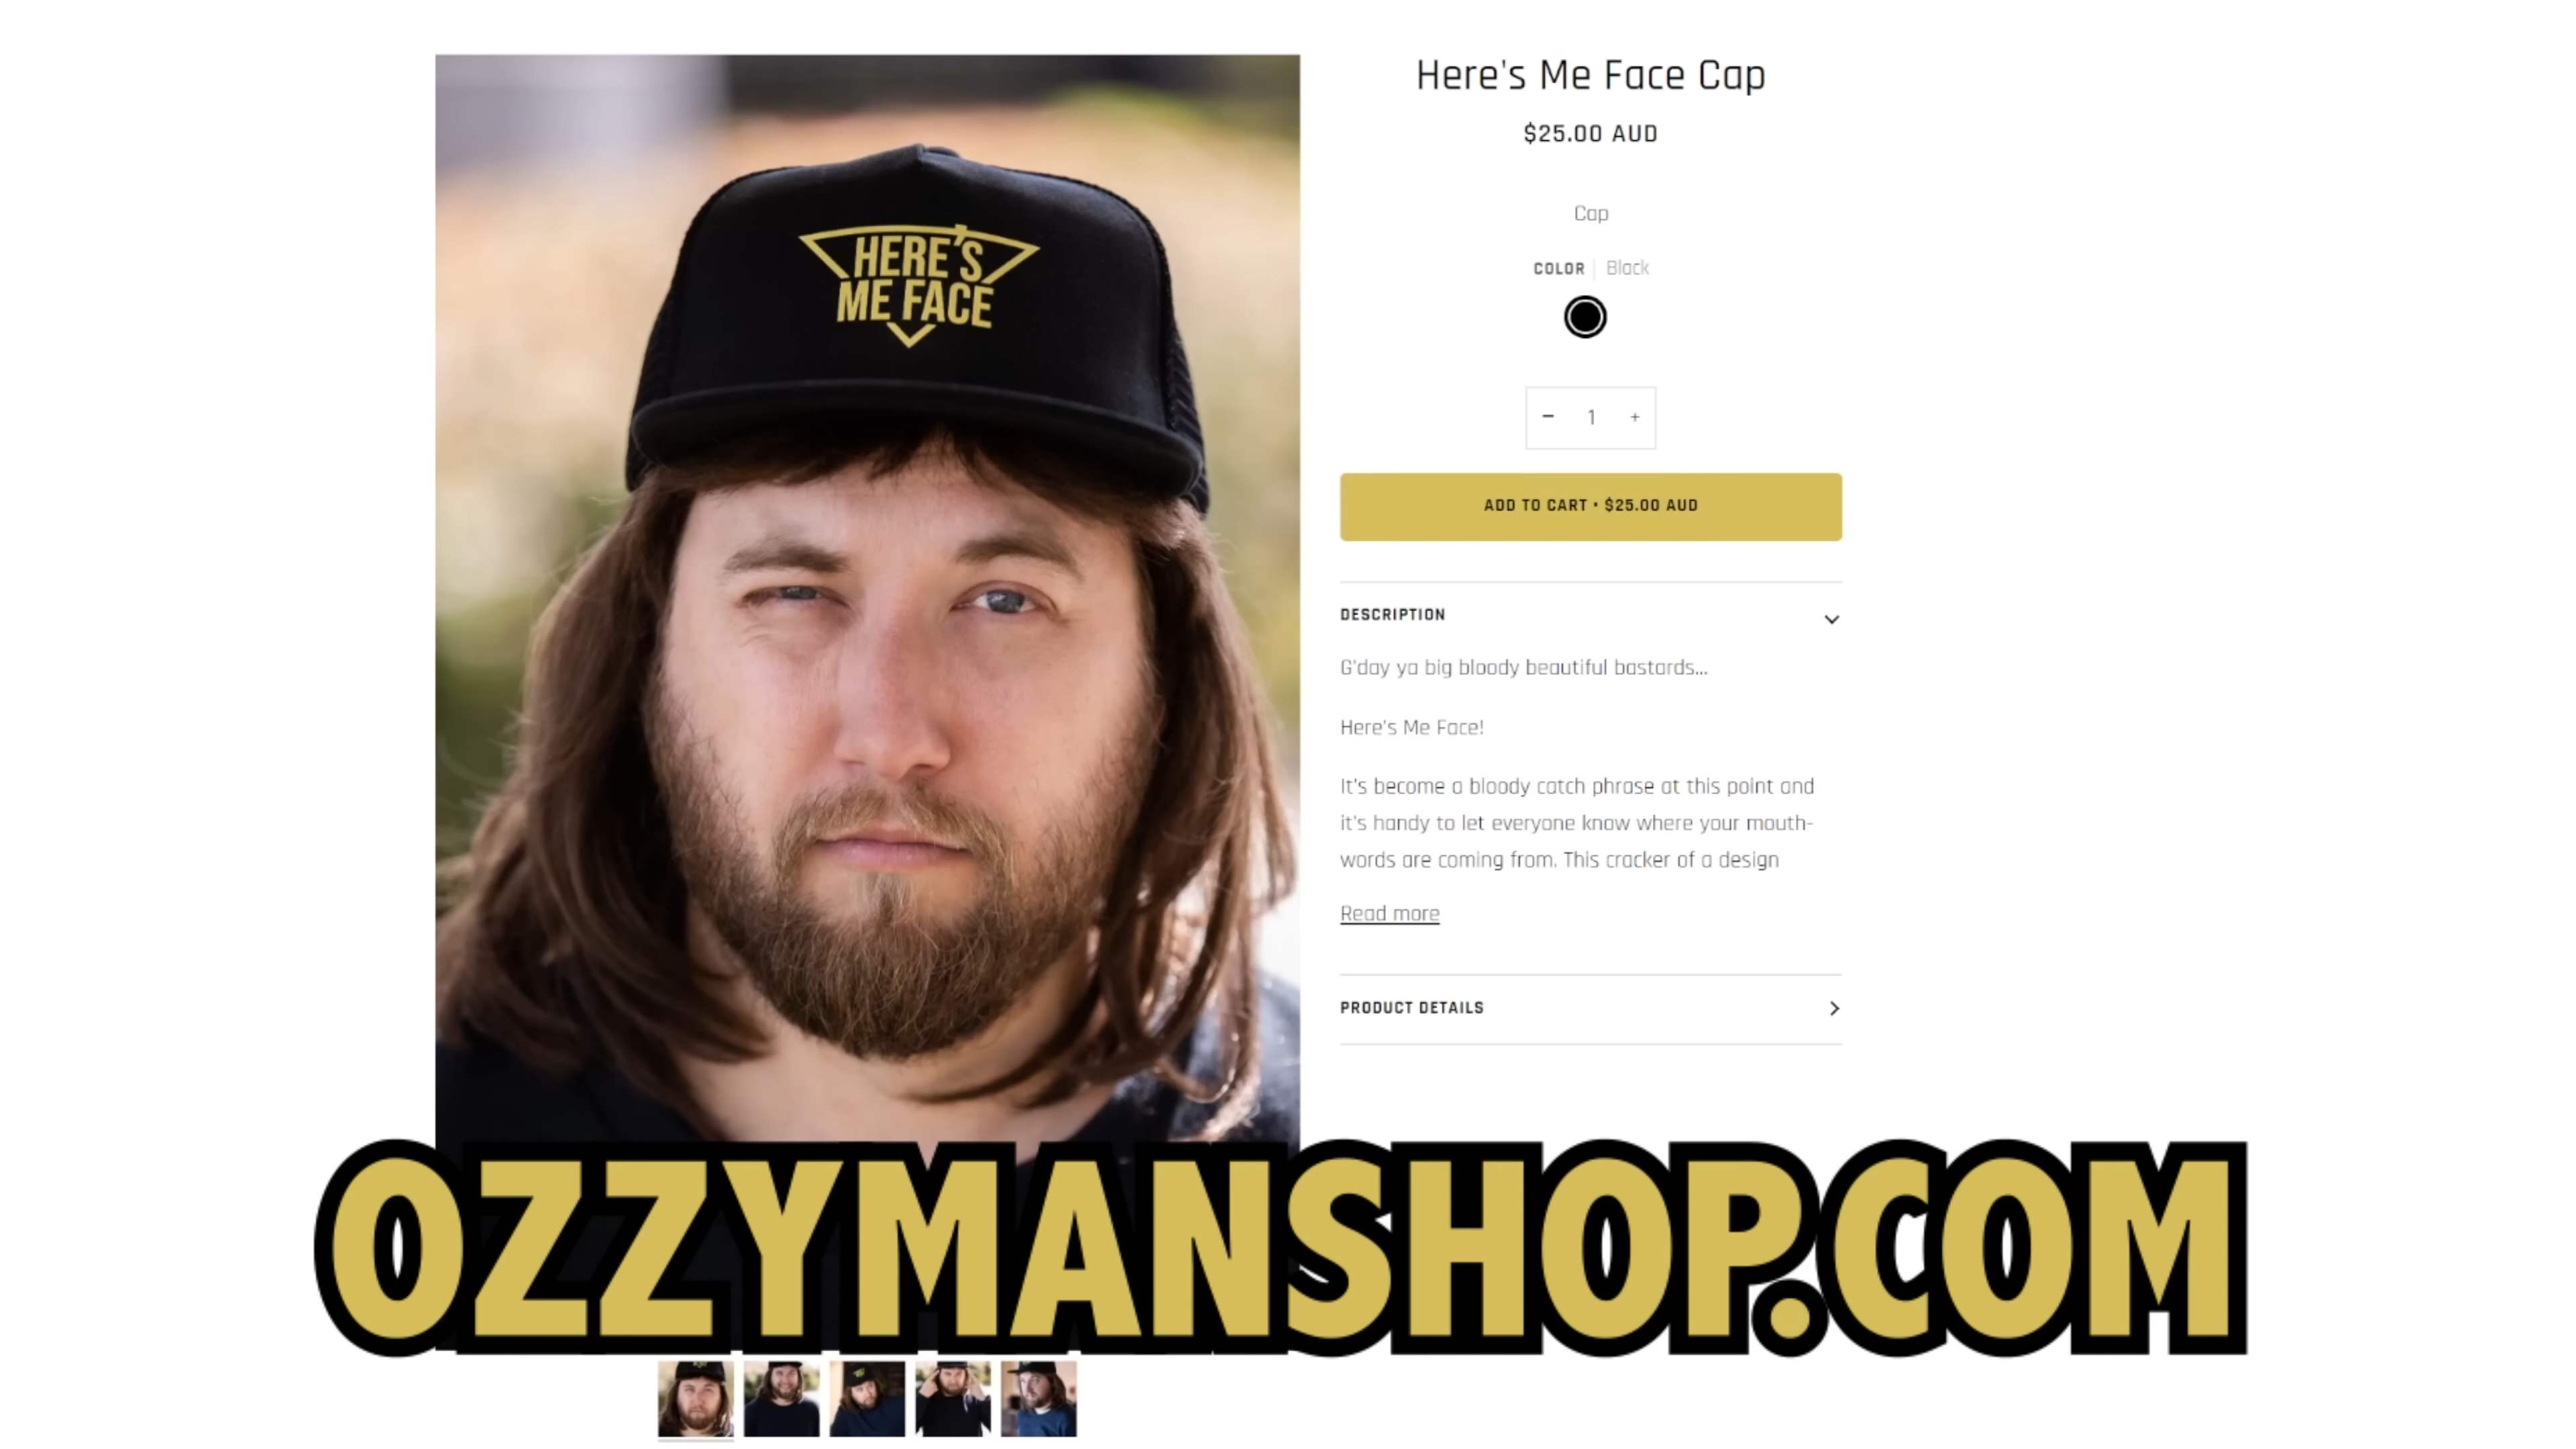 Here's Me Face Cap
$25.00 AUD
HERE'S
ME FACE
Cap
COLOR | Black
− 1 +
ADD TO CART • $25.00 AUD
DESCRIPTION
G'day ya big bloody beautiful bastards...
Here's Me Face!
It's become a bloody catch phrase at this point and
it's handy to let everyone know where your mouth-
words are coming from. This cracker of a design
Read more
PRODUCT DETAILS
OZZYMANSHOP.COM